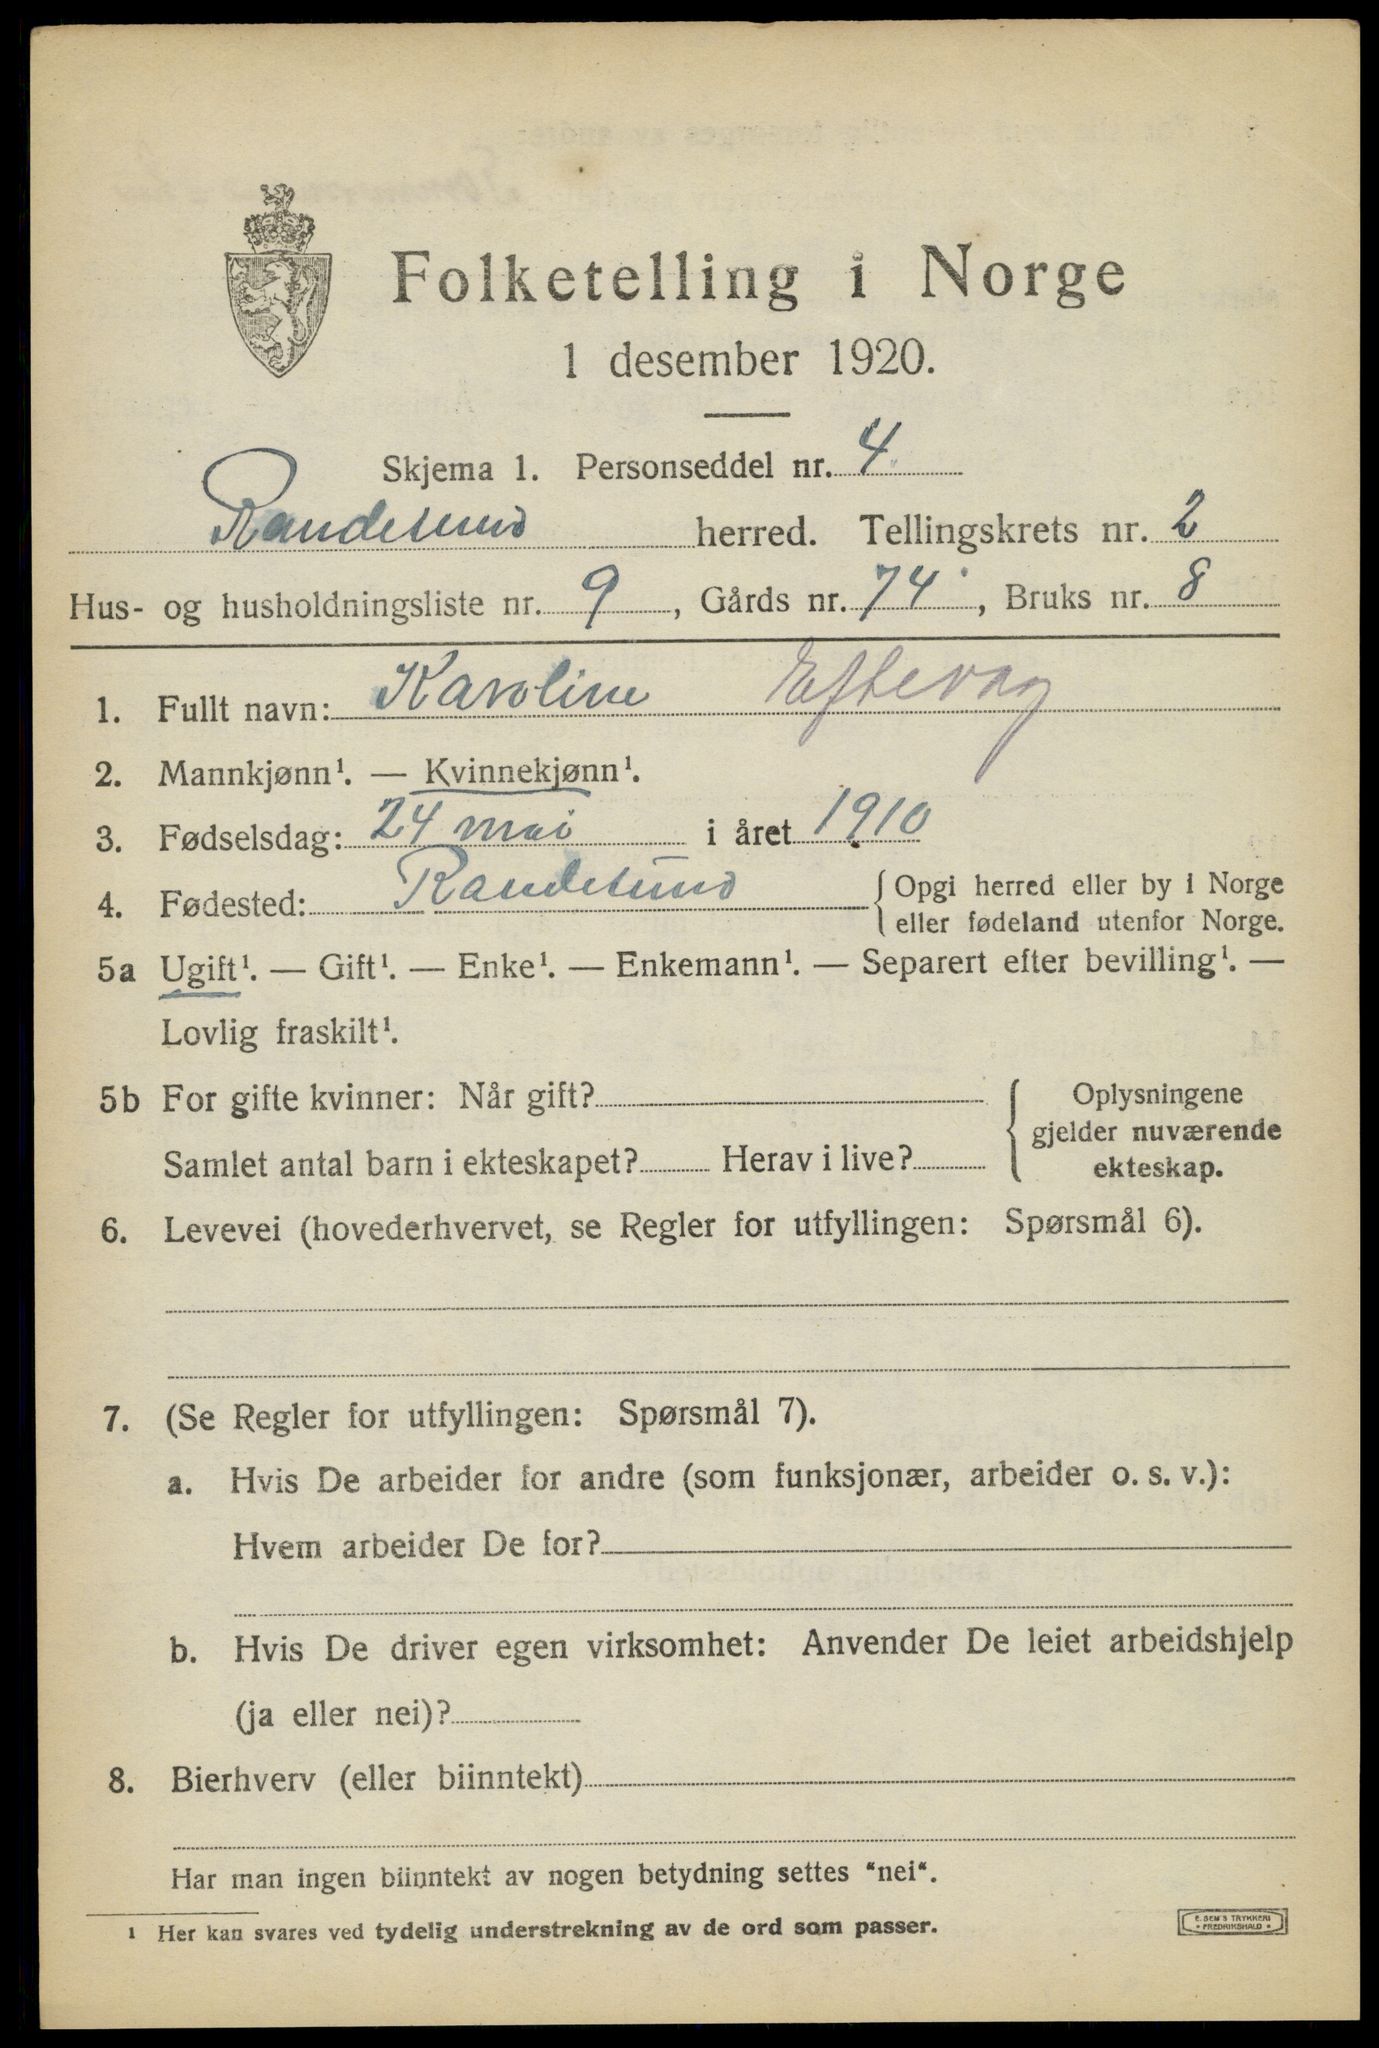 Folketelling i Norge
1 desember 1920.
Skjema 1. Personseddel nr. 4
Randesund herred. Tellingskrets nr. 2
Hus- og husholdningsliste nr. 9, Gårds nr. 74, Bruks nr. 8
1. Fullt navn: Karoline Eftevag
2. Mannkjønn¹. — Kvinnekjønn¹.
3. Fødselsdag: 24 mai i året 1910
4. Fødested: Randesund { Opgi herred eller by i Norge
eller fødeland utenfor Norge.
5a Ugift¹. — Gift¹. — Enke¹. — Enkemann¹. — Separert efter bevilling¹. —
Lovlig fraskilt¹.
5b For gifte kvinner: Når gift? { Oplysningene
gjelder nuværende
Samlet antal barn i ekteskapet? Herav i live?
ekteskap.
6. Levevei (hovederhvervet, se Regler for utfyllingen: Spørsmål 6).
7. (Se Regler for utfyllingen: Spørsmål 7).
a. Hvis De arbeider for andre (som funksjonær, arbeider o. s. v.):
Hvem arbeider De for?
b. Hvis De driver egen virksomhet: Anvender De leiet arbeidshjelp
(ja eller nei)?
8. Bierhverv (eller biinntekt)
Har man ingen biinntekt av nogen betydning settes "nei".
¹ Her kan svares ved tydelig understrekning av de ord som passer.
E. SEM'S TRYKKERI
FREDRIKSHALD